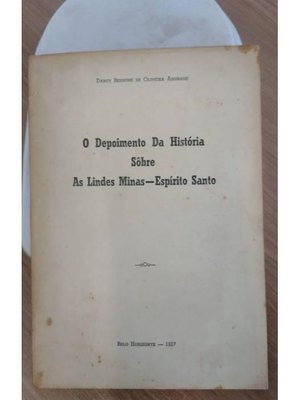 Darcy Bessone de Oliveira Andrade
O Depoimento Da História
Sôbre
As Lindes Minas—Espírito Santo
Belo Horizonte — 1957